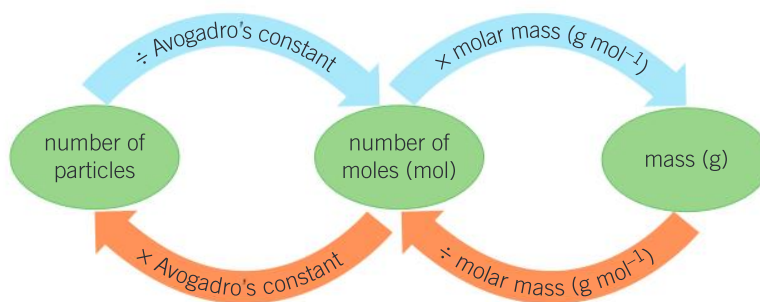 ÷ Avogadro's constant
× molar mass (g mol⁻¹)
number of
particles
number of
moles (mol)
mass (g)
× Avogadro's constant
÷ molar mass (g mol⁻¹)